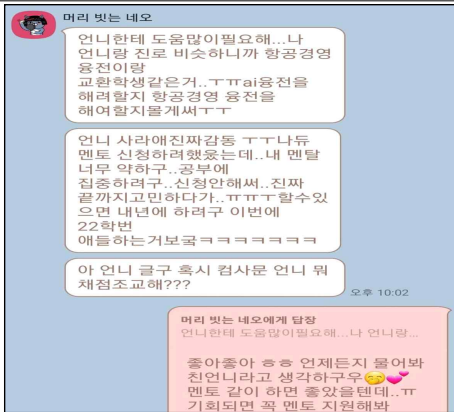 머리 빗는 네오
언니한테 도움많이필요해...나
언니랑 진로 비슷하니까 항공경영
융전이랑
교환학생같은거..ㅜㅠai융전을
해려할지 항공경영 융전을
해여할지몰게써ㅜㅜ
언니 사라애진짜감동 ㅜㅜ나듀
멘토 신청하려했웄는데..내 멘탈
너무 약하구..공부에
집중하려구..신청안해써..진짜
끝까지고민하다가..ㅠㅠㅜ할수있
으면 내년에 하려구 이번에
22학번
애들하는거보국ㅋㅋㅋㅋㅋㅋㅋ
아 언니 글구 혹시 컴사문 언니 뭐
채점조교해???
오후 10:02
머리 빗는 네오에게 답장
언니한테 도움많이필요해...나 언니랑...
좋아좋아 ㅎㅎ 언제든지 물어봐
친언니라고 생각하구우😚💕
멘토 같이 하면 좋았을텐데..ㅠ
기회되면 꼭 멘토 지원해봐